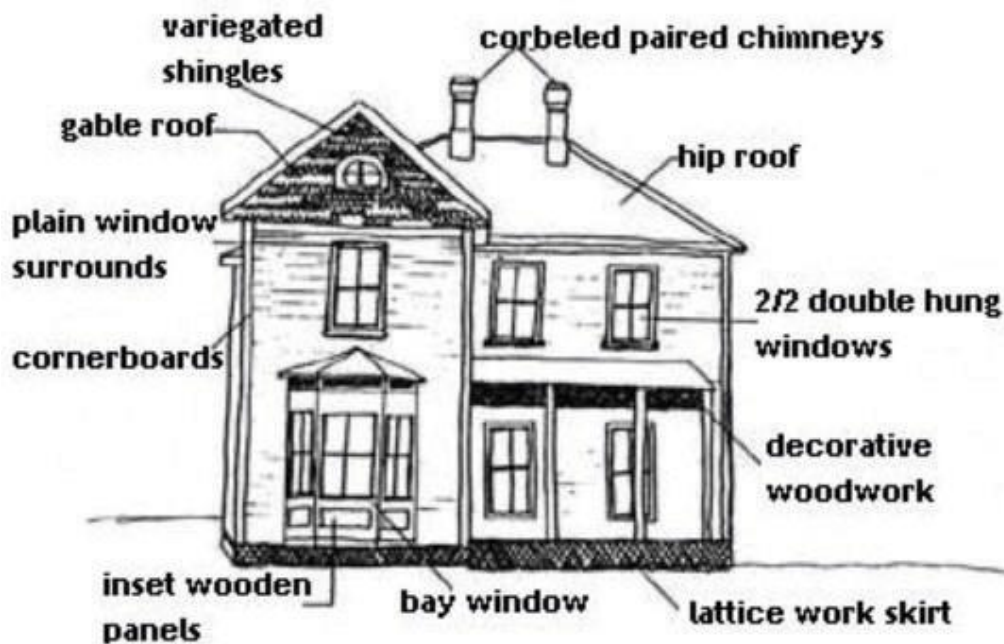 variegated
shingles
corbeled paired chimneys
gable roof
hip roof
plain window
surrounds
2/2 double hung
windows
cornerboards
decorative
woodwork
inset wooden
panels
bay window
lattice work skirt